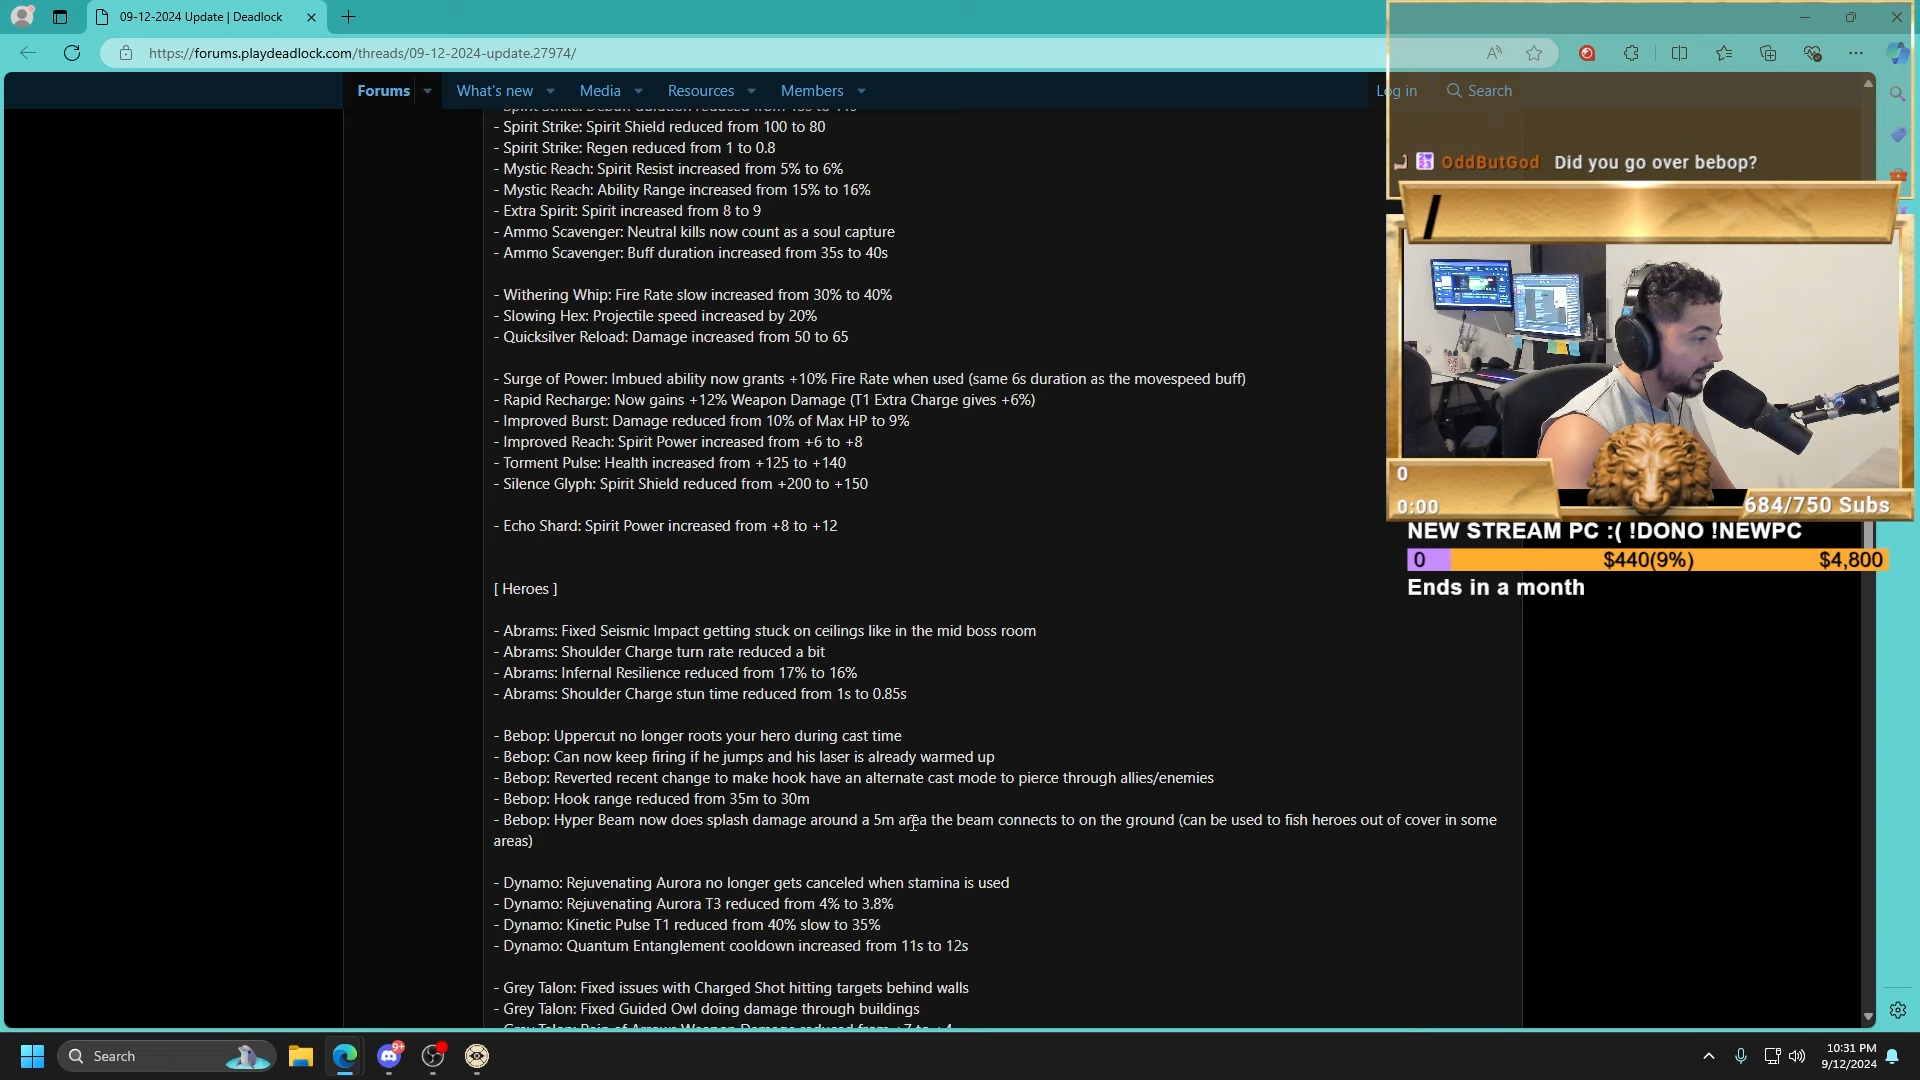 09-12-2024 Update | Deadlock
https://forums.playdeadlock.com/threads/09-12-2024-update.27974/
Forums
What's new
Media
Resources
Members
Log in
Search
- Spirit Strike: Spirit Shield reduced from 100 to 80
- Spirit Strike: Regen reduced from 1 to 0.8
- Mystic Reach: Spirit Resist increased from 5% to 6%
- Mystic Reach: Ability Range increased from 15% to 16%
- Extra Spirit: Spirit increased from 8 to 9
- Ammo Scavenger: Neutral kills now count as a soul capture
- Ammo Scavenger: Buff duration increased from 35s to 40s
- Withering Whip: Fire Rate slow increased from 30% to 40%
- Slowing Hex: Projectile speed increased by 20%
- Quicksilver Reload: Damage increased from 50 to 65
- Surge of Power: Imbued ability now grants +10% Fire Rate when used (same 6s duration as the movespeed buff)
- Rapid Recharge: Now gains +12% Weapon Damage (T1 Extra Charge gives +6%)
- Improved Burst: Damage reduced from 10% of Max HP to 9%
- Improved Reach: Spirit Power increased from +6 to +8
- Torment Pulse: Health increased from +125 to +140
- Silence Glyph: Spirit Shield reduced from +200 to +150
- Echo Shard: Spirit Power increased from +8 to +12
[ Heroes ]
- Abrams: Fixed Seismic Impact getting stuck on ceilings like in the mid boss room
- Abrams: Shoulder Charge turn rate reduced a bit
- Abrams: Infernal Resilience reduced from 17% to 16%
- Abrams: Shoulder Charge stun time reduced from 1s to 0.85s
- Bebop: Uppercut no longer roots your hero during cast time
- Bebop: Can now keep firing if he jumps and his laser is already warmed up
- Bebop: Reverted recent change to make hook have an alternate cast mode to pierce through allies/enemies
- Bebop: Hook range reduced from 35m to 30m
- Bebop: Hyper Beam now does splash damage around a 5m area the beam connects to on the ground (can be used to fish heroes out of cover in some
areas)
- Dynamo: Rejuvenating Aurora no longer gets canceled when stamina is used
- Dynamo: Rejuvenating Aurora T3 reduced from 4% to 3.8%
- Dynamo: Kinetic Pulse T1 reduced from 40% slow to 35%
- Dynamo: Quantum Entanglement cooldown increased from 11s to 12s
- Grey Talon: Fixed issues with Charged Shot hitting targets behind walls
- Grey Talon: Fixed Guided Owl doing damage through buildings
OddButGod: Did you go over bebop?
/
0
0:00
684/750 Subs
NEW STREAM PC :( !DONO !NEWPC
0 $440(9%) $4,800
Ends in a month
Search
9+
10:31 PM
9/12/2024